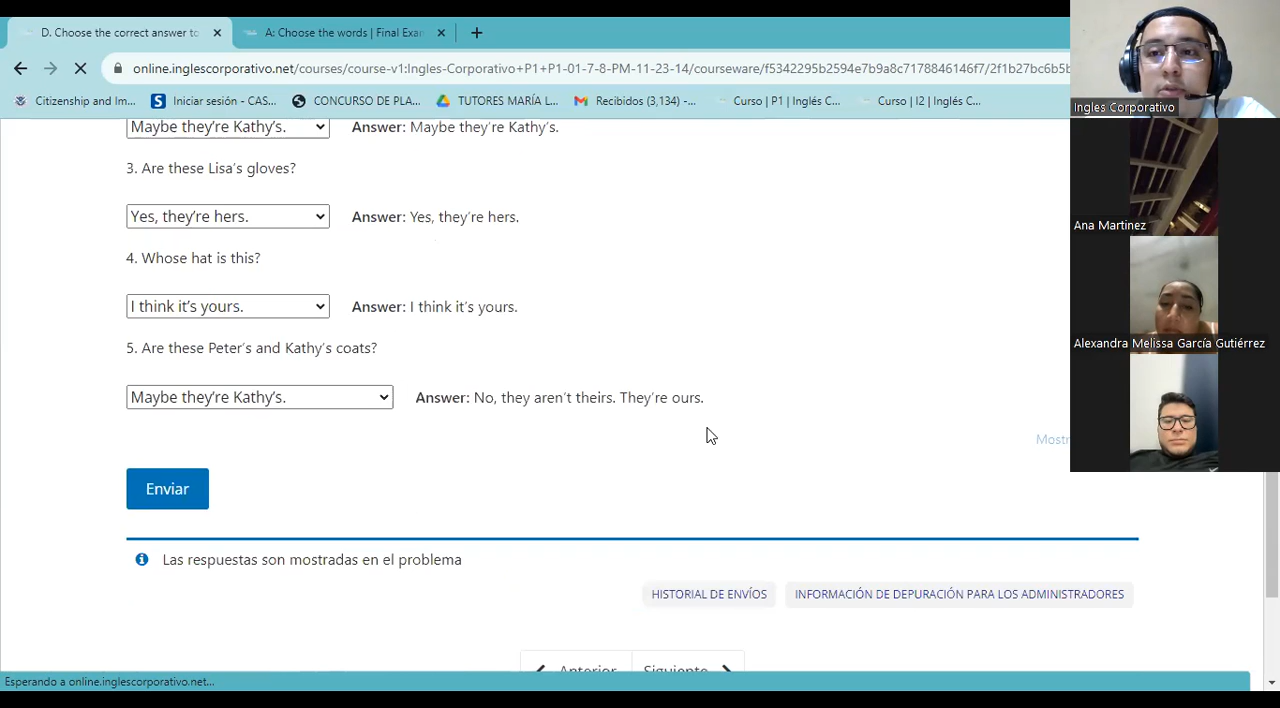 D. Choose the correct answer to
A: Choose the words | Final Exa
online.inglescorporativo.net/courses/course-v1:Ingles-Corporativo+P1+P1-01-7-8-PM-11-23-14/courseware/f5342295b2594e7b9a8c7178846146f7/2f1b27bc6b5b
Citizenship and Im...
Iniciar sesión - CAS...
CONCURSO DE PLA...
TUTORES MARÍA L...
Recibidos (3,134) -...
Curso | P1 | Inglés C...
Curso | I2 | Inglés C...
Ingles Corporativo
Maybe they're Kathy's.
Answer: Maybe they're Kathy's.
3. Are these Lisa's gloves?
Yes, they're hers.
Answer: Yes, they're hers.
Ana Martinez
4. Whose hat is this?
I think it's yours.
Answer: I think it's yours.
5. Are these Peter's and Kathy's coats?
Alexandra Melissa García Gutiérrez
Maybe they're Kathy's.
Answer: No, they aren't theirs. They're ours.
Mostr
Enviar
Las respuestas son mostradas en el problema
HISTORIAL DE ENVÍOS
INFORMACIÓN DE DEPURACIÓN PARA LOS ADMINISTRADORES
Anterior
Siguiente
Esperando a online.inglescorporativo.net...